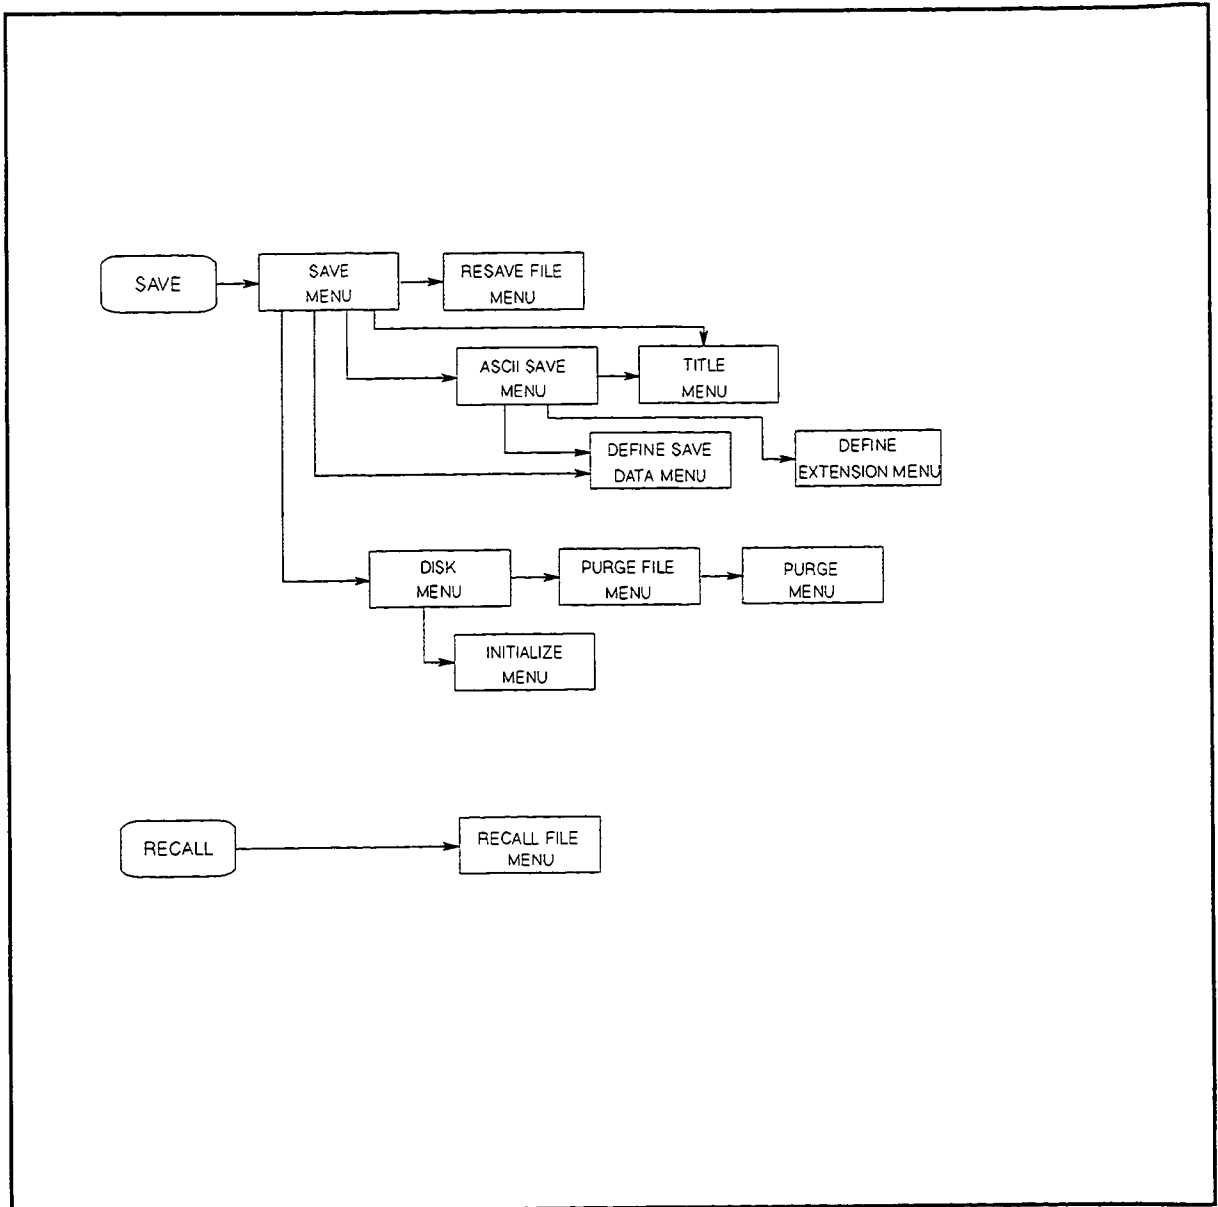 SAVE
SAVE
MENU
RESAVE FILE
MENU
ASCII SAVE
MENU
TITLE
MENU
DEFINE SAVE
DATA MENU
DEFINE
EXTENSION MENU
DISK
MENU
PURGE FILE
MENU
PURGE
MENU
INITIALIZE
MENU
RECALL
RECALL FILE
MENU